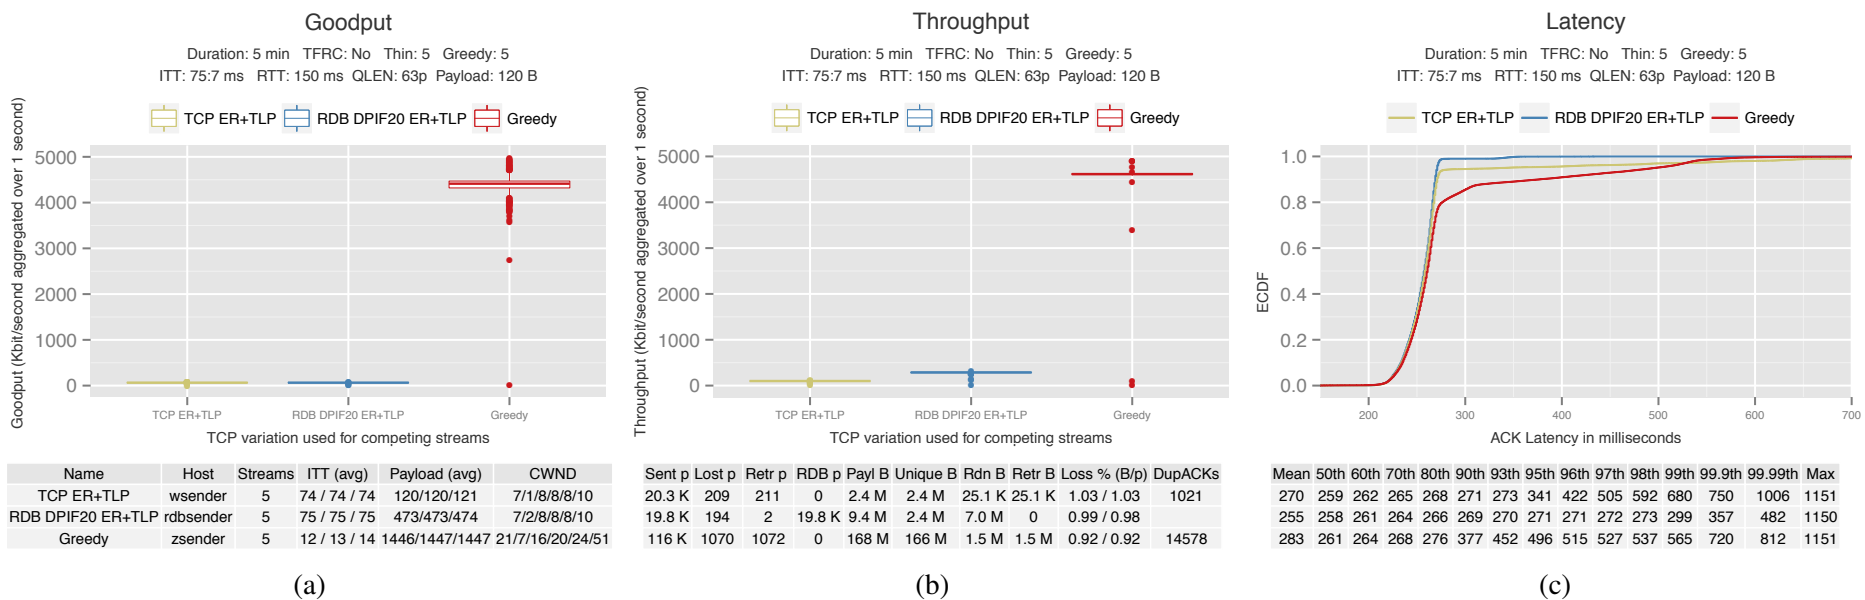 Goodput
Duration: 5 min TFRC: No Thin: 5 Greedy: 5
ITT: 75:7 ms RTT: 150 ms QLEN: 63p Payload: 120 B
TCP ER+TLP RDB DPIF20 ER+TLP Greedy
Goodput (Kbit/second aggregated over 1 second)
5000
4000
3000
2000
1000
0
TCP ER+TLP RDB DPIF20 ER+TLP Greedy
TCP variation used for competing streams
Name Host Streams ITT (avg) Payload (avg) CWND
TCP ER+TLP wsender 5 74 / 74 / 74 120/120/121 7/1/8/8/8/10
RDB DPIF20 ER+TLP rdbsender 5 75 / 75 / 75 473/473/474 7/2/8/8/8/10
Greedy zsender 5 12 / 13 / 14 1446/1447/1447 21/7/16/20/24/51
(a)
Throughput
Duration: 5 min TFRC: No Thin: 5 Greedy: 5
ITT: 75:7 ms RTT: 150 ms QLEN: 63p Payload: 120 B
TCP ER+TLP RDB DPIF20 ER+TLP Greedy
Throughput (Kbit/second aggregated over 1 second)
5000
4000
3000
2000
1000
0
TCP ER+TLP RDB DPIF20 ER+TLP Greedy
TCP variation used for competing streams
Sent p Lost p Retr p RDB p Payl B Unique B Rdn B Retr B Loss % (B/p) DupACKs
20.3 K 209 211 0 2.4 M 2.4 M 25.1 K 25.1 K 1.03 / 1.03 1021
19.8 K 194 2 19.8 K 9.4 M 2.4 M 7.0 M 0 0.99 / 0.98
116 K 1070 1072 0 168 M 166 M 1.5 M 1.5 M 0.92 / 0.92 14578
(b)
Latency
Duration: 5 min TFRC: No Thin: 5 Greedy: 5
ITT: 75:7 ms RTT: 150 ms QLEN: 63p Payload: 120 B
TCP ER+TLP RDB DPIF20 ER+TLP Greedy
ECDF
1.0
0.8
0.6
0.4
0.2
0.0
200 300 400 500 600 700
ACK Latency in milliseconds
Mean 50th 60th 70th 80th 90th 93th 95th 96th 97th 98th 99th 99.9th 99.99th Max
270 259 262 265 268 271 273 341 422 505 592 680 750 1006 1151
255 258 261 264 266 269 270 271 271 272 273 299 357 482 1150
283 261 264 268 276 377 452 496 515 527 537 565 720 812 1151
(c)